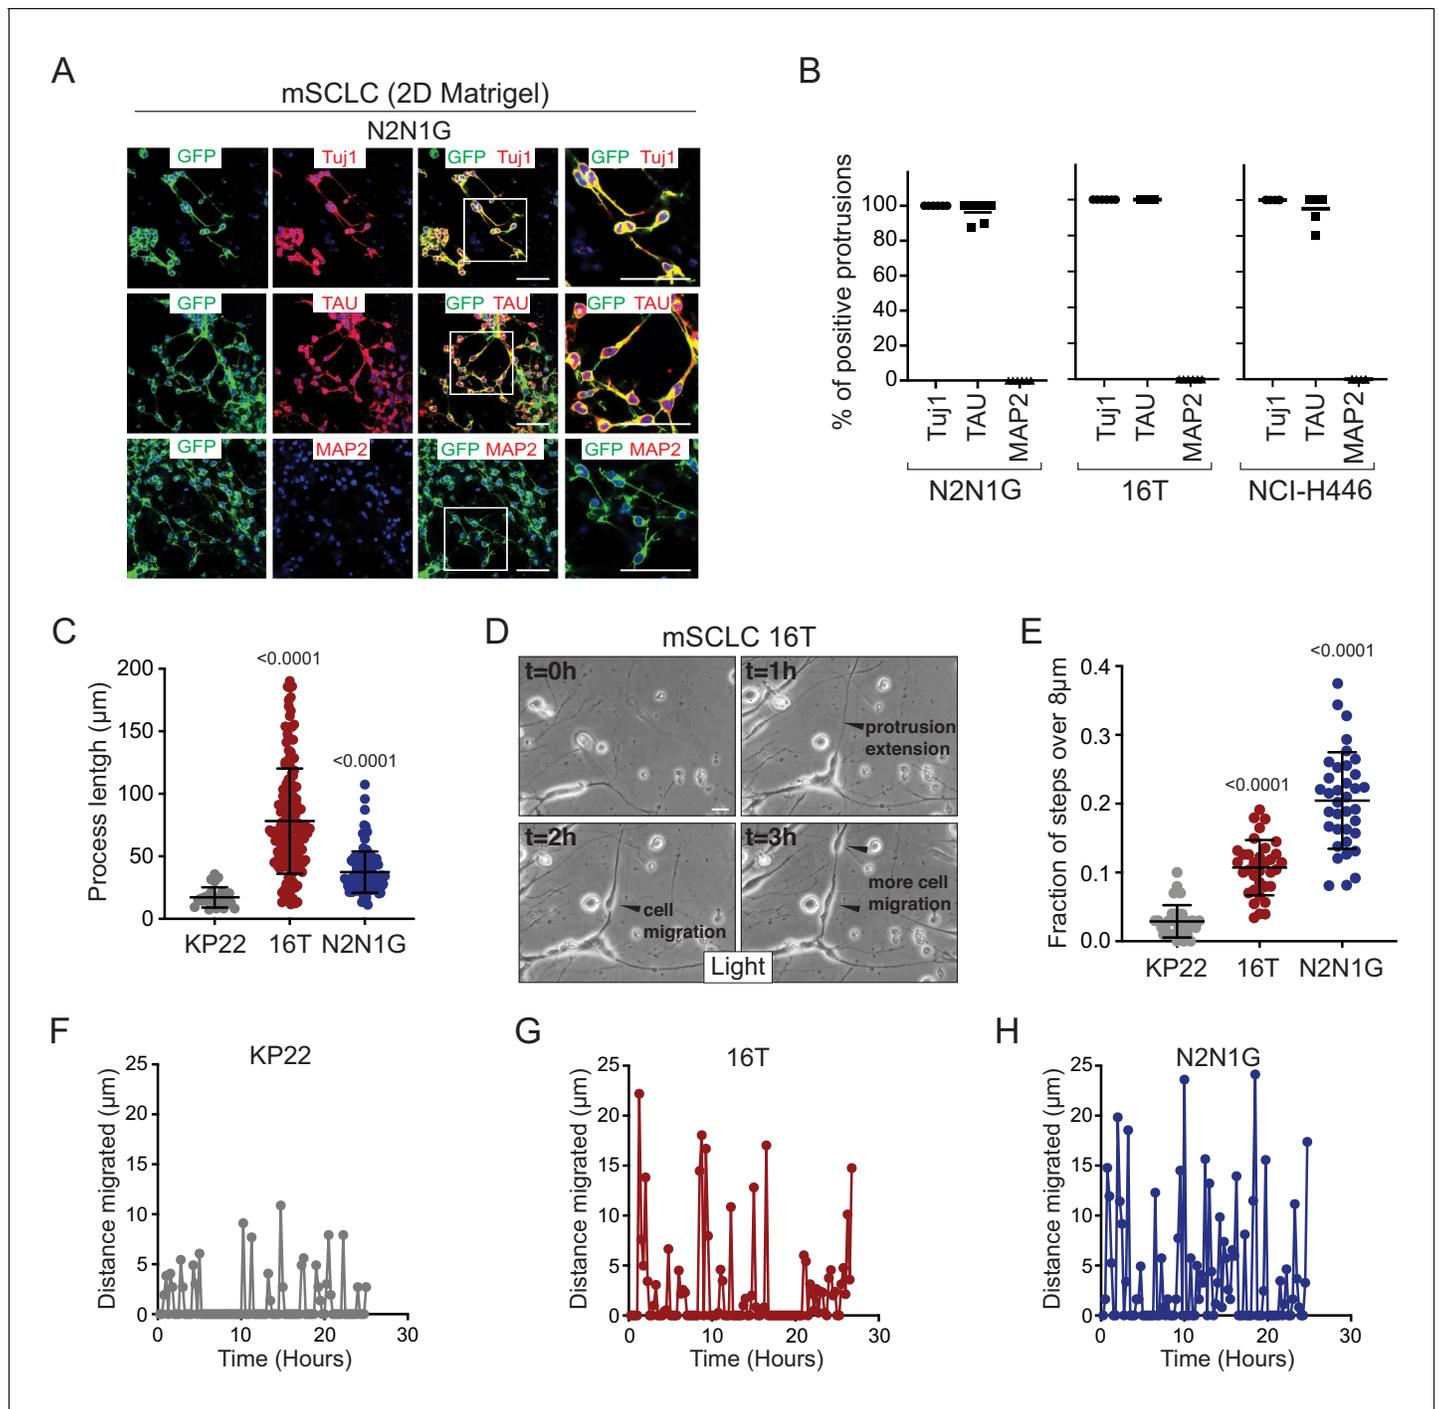 A
mSCLC (2D Matrigel)
N2N1G
GFP
Tuj1
GFP Tuj1
GFP Tuj1
GFP
TAU
GFP TAU
GFP TAU
GFP
MAP2
GFP MAP2
GFP MAP2
B
% of positive protrusions
100
80
60
40
20
0
Tuj1
TAU
MAP2
Tuj1
TAU
MAP2
Tuj1
TAU
MAP2
N2N1G
16T
NCI-H446
C
Process lentgh (µm)
200
150
100
50
0
<0.0001
<0.0001
KP22
16T
N2N1G
D
mSCLC 16T
t=0h
t=1h
protrusion
extension
t=2h
cell
migration
t=3h
more cell
migration
Light
E
Fraction of steps over 8µm
0.4
0.3
0.2
0.1
0.0
<0.0001
<0.0001
KP22
16T
N2N1G
F
KP22
Distance migrated (µm)
25
20
15
10
5
0
0
10
20
30
Time (Hours)
G
16T
Distance migrated (µm)
25
20
15
10
5
0
0
10
20
30
Time (Hours)
H
N2N1G
Distance migrated (µm)
25
20
15
10
5
0
0
10
20
30
Time (Hours)